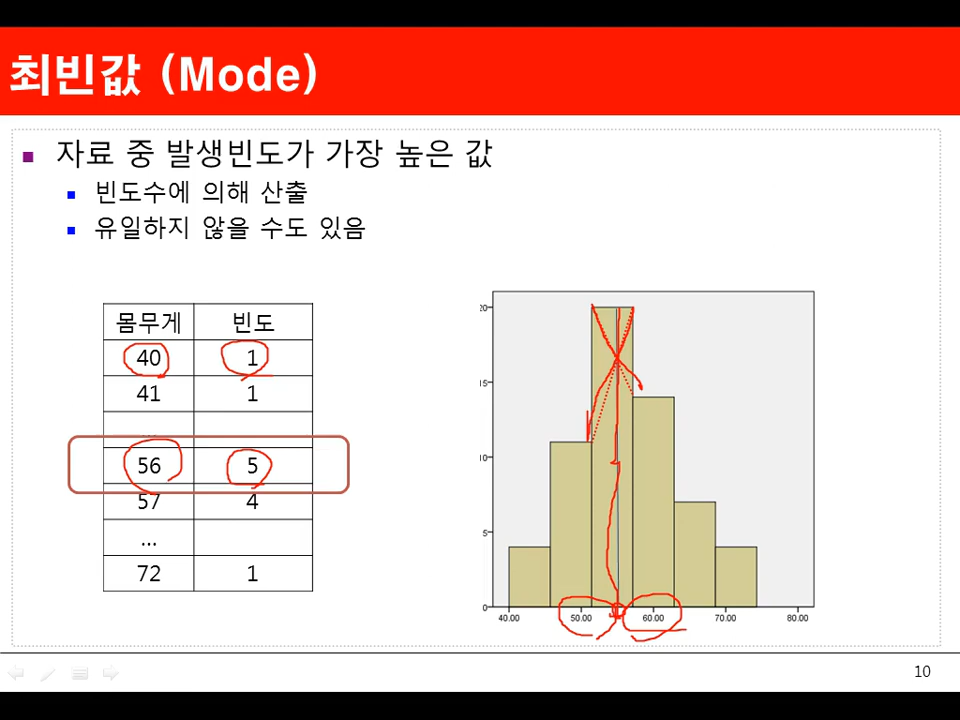 최빈값 (Mode)
자료 중 발생빈도가 가장 높은 값
빈도수에 의해 산출
유일하지 않을 수도 있음
몸무게 빈도
40 1
41 1
...
56 5
57 4
...
72 1
20
15
10
5
0
40.00 50.00 60.00 70.00 80.00
10